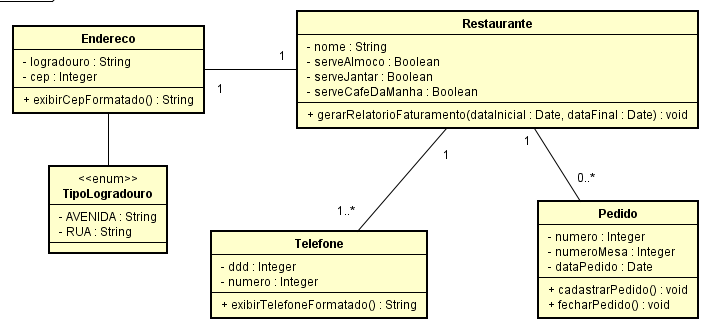 Endereco
- logradouro : String
- cep : Integer
+ exibirCepFormatado() : String
1
1
Restaurante
- nome : String
- serveAlmoco : Boolean
- serveJantar : Boolean
- serveCafeDaManha : Boolean
+ gerarRelatorioFaturamento(dataInicial : Date, dataFinal : Date) : void
1
1
<<enum>>
TipoLogradouro
- AVENIDA : String
- RUA : String
1..*
0..*
Telefone
- ddd : Integer
- numero : Integer
+ exibirTelefoneFormatado() : String
Pedido
- numero : Integer
- numeroMesa : Integer
- dataPedido : Date
+ cadastrarPedido() : void
+ fecharPedido() : void